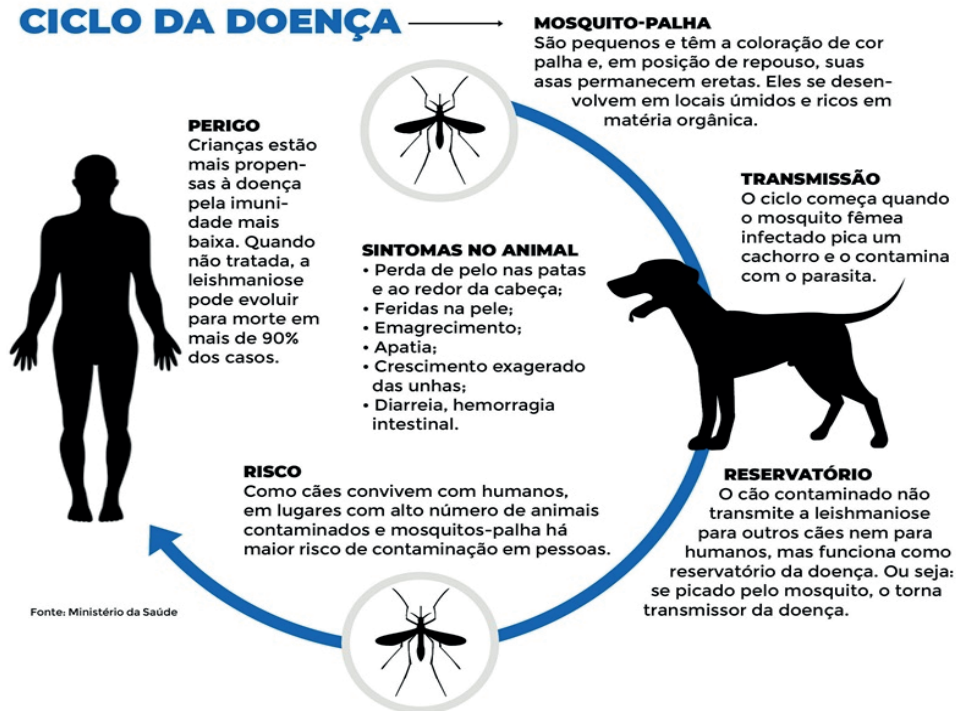 CICLO DA DOENÇA
MOSQUITO-PALHA
São pequenos e têm a coloração de cor
palha e, em posição de repouso, suas
asas permanecem eretas. Eles se desen-
volvem em locais úmidos e ricos em
matéria orgânica.
PERIGO
Crianças estão
mais propen-
sas à doença
pela imuni-
dade mais
baixa. Quando
não tratada, a
leishmaniose
pode evoluir
para morte em
mais de 90%
dos casos.
TRANSMISSÃO
O ciclo começa quando
o mosquito fêmea
infectado pica um
cachorro e o contamina
com o parasita.
SINTOMAS NO ANIMAL
• Perda de pelo nas patas
e ao redor da cabeça;
• Feridas na pele;
• Emagrecimento;
• Apatia;
• Crescimento exagerado
das unhas;
• Diarreia, hemorragia
intestinal.
RISCO
Como cães convivem com humanos,
em lugares com alto número de animais
contaminados e mosquitos-palha há
maior risco de contaminação em pessoas.
RESERVATÓRIO
O cão contaminado não
transmite a leishmaniose
para outros cães nem para
humanos, mas funciona como
reservatório da doença. Ou seja:
se picado pelo mosquito, o torna
transmissor da doença.
Fonte: Ministério da Saúde